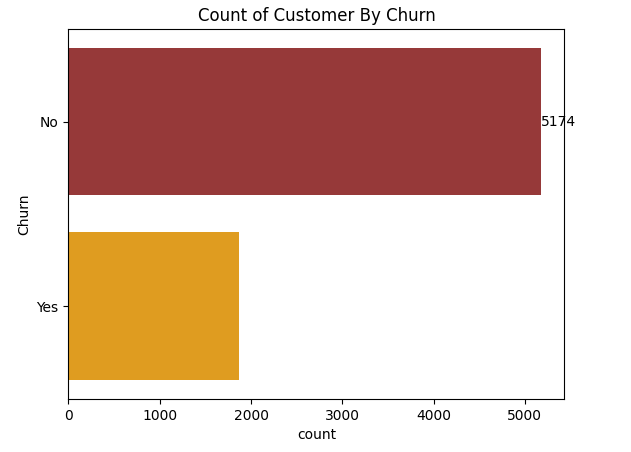 Count of Customer By Churn
No
5174
Churn
Yes
0 1000 2000 3000 4000 5000
count